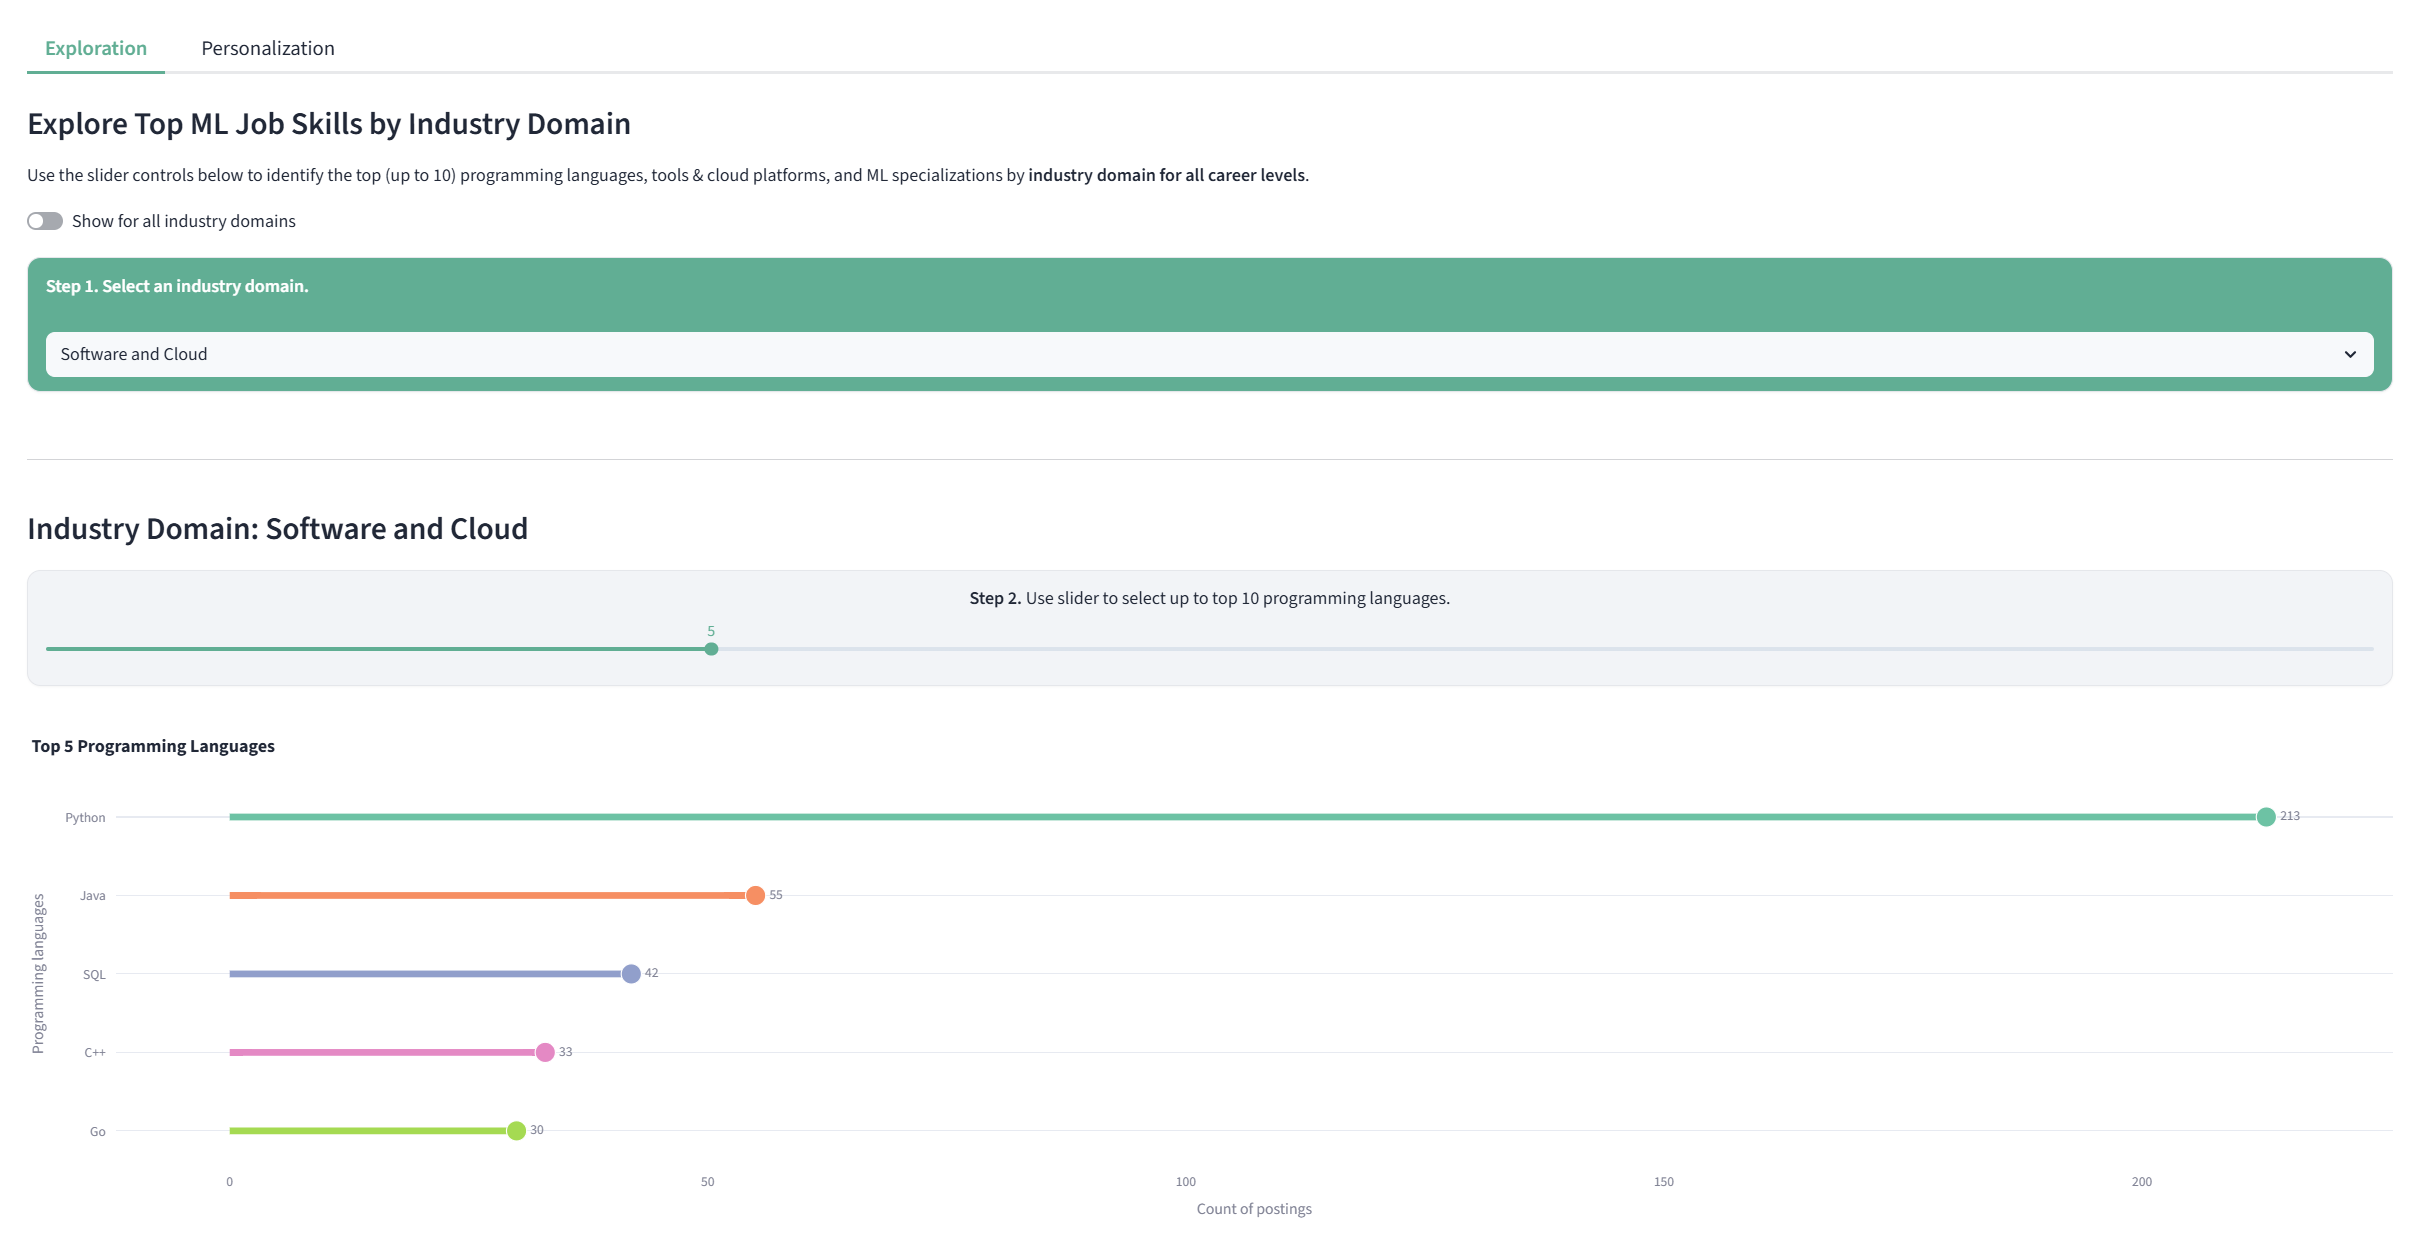 Exploration Personalization
Explore Top ML Job Skills by Industry Domain
Use the slider controls below to identify the top (up to 10) programming languages, tools & cloud platforms, and ML specializations by industry domain for all career levels.
Show for all industry domains
Step 1. Select an industry domain.
Software and Cloud
Industry Domain: Software and Cloud
Step 2. Use slider to select up to top 10 programming languages.
5
Top 5 Programming Languages
Programming languages
Python 213
Java 55
SQL 42
C++ 33
Go 30
0 50 100 150 200
Count of postings